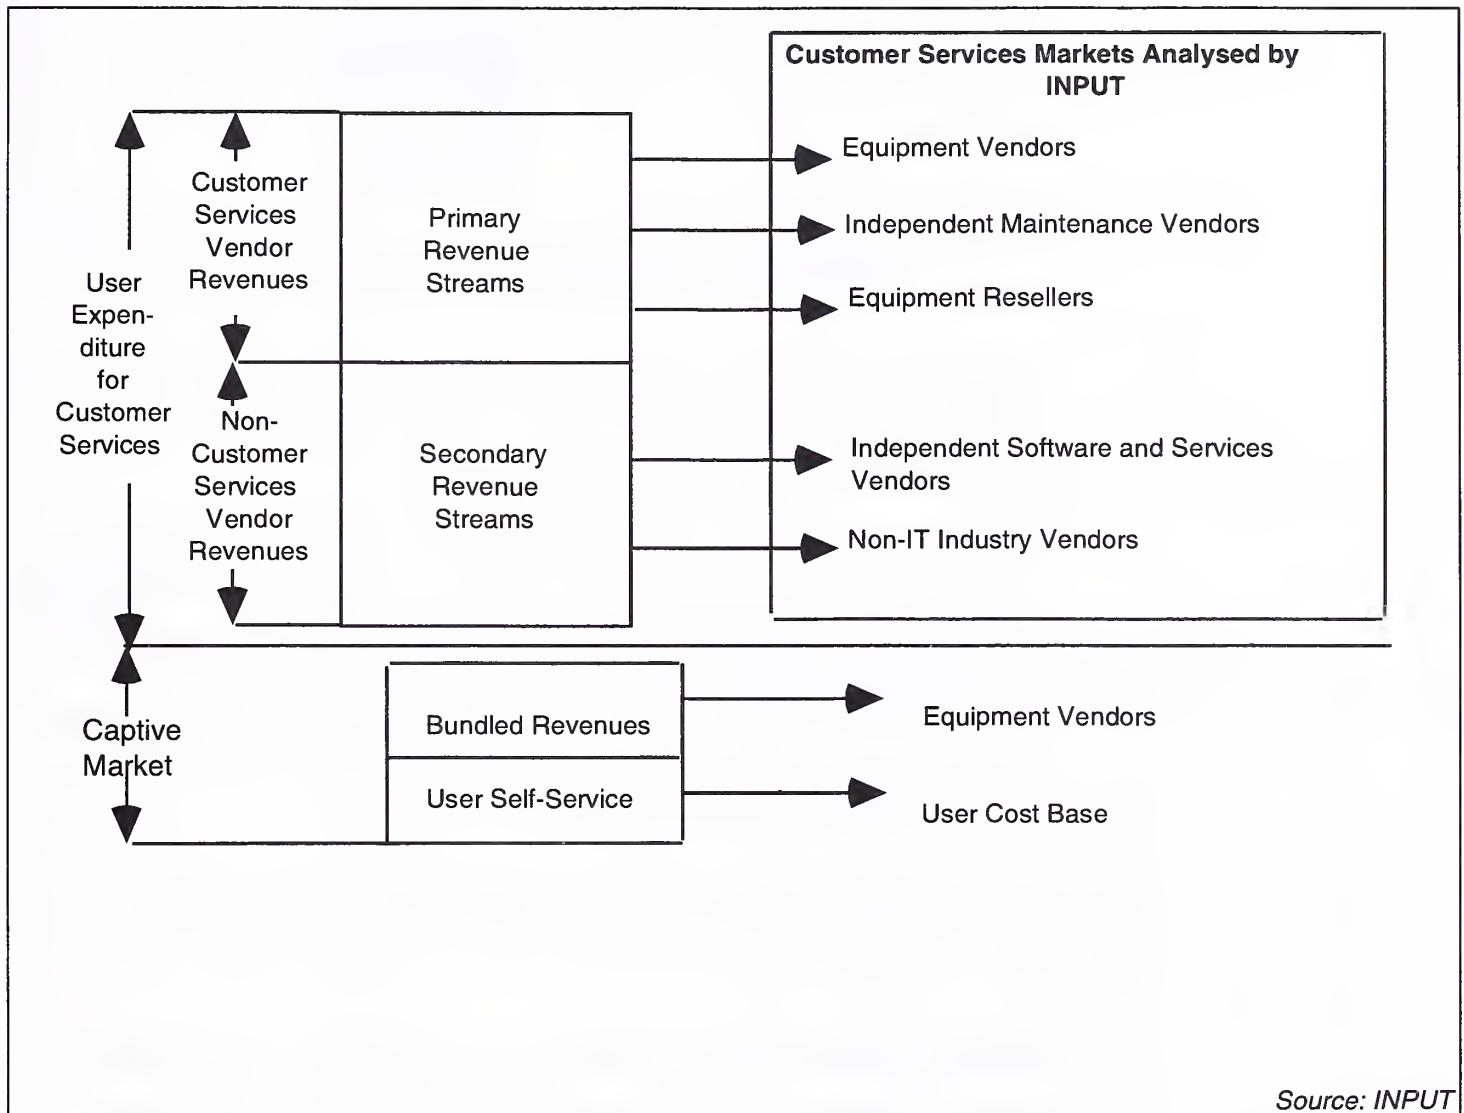 Customer Services Markets Analysed by
INPUT
User
Expen-
diture
for
Customer
Services
Customer
Services
Vendor
Revenues
Primary
Revenue
Streams
Equipment Vendors
Independent Maintenance Vendors
Equipment Resellers
Non-
Customer
Services
Vendor
Revenues
Secondary
Revenue
Streams
Independent Software and Services
Vendors
Non-IT Industry Vendors
Captive
Market
Bundled Revenues
Equipment Vendors
User Self-Service
User Cost Base
Source: INPUT